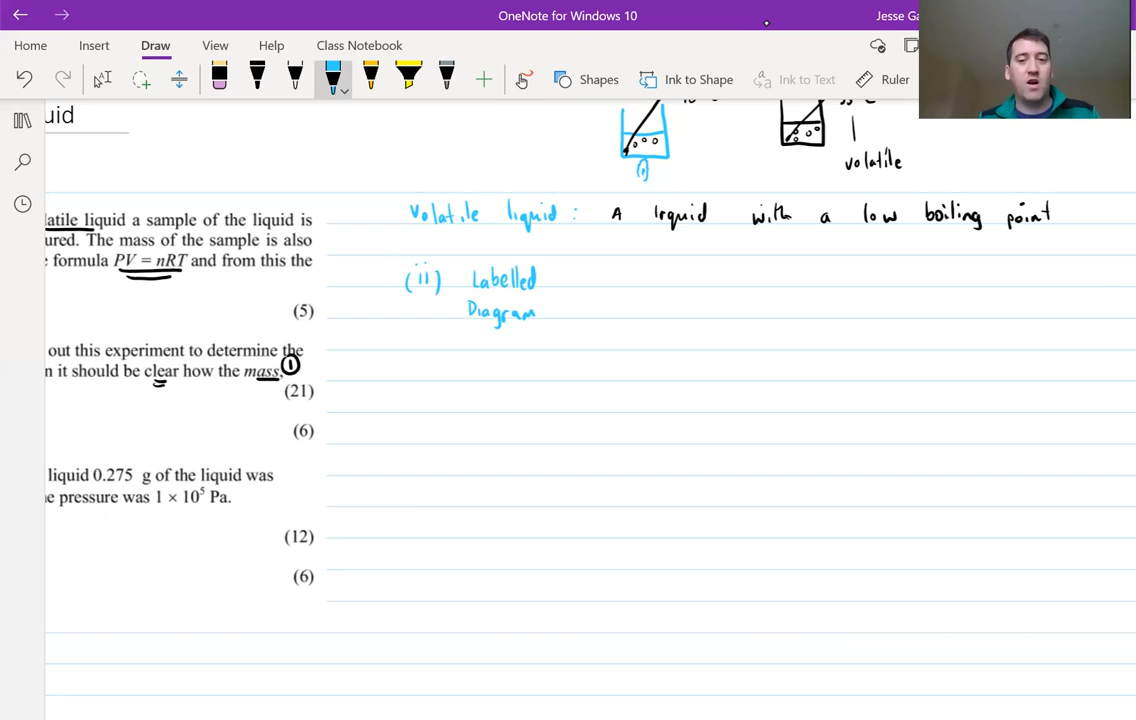 OneNote for Windows 10
Jesse Ga
Home Insert Draw View Help Class Notebook
Shapes Ink to Shape Ink to Text Ruler
uid
(1)
volatile
latile liquid a sample of the liquid is
ured. The mass of the sample is also
formula PV = nRT and from this the
(5)
out this experiment to determine the
n it should be clear how the mass, 1
(21)
(6)
liquid 0.275 g of the liquid was
e pressure was 1 × 10⁵ Pa.
(12)
(6)
Volatile liquid : A liquid with a low boiling point
(ii) Labelled
Diagram